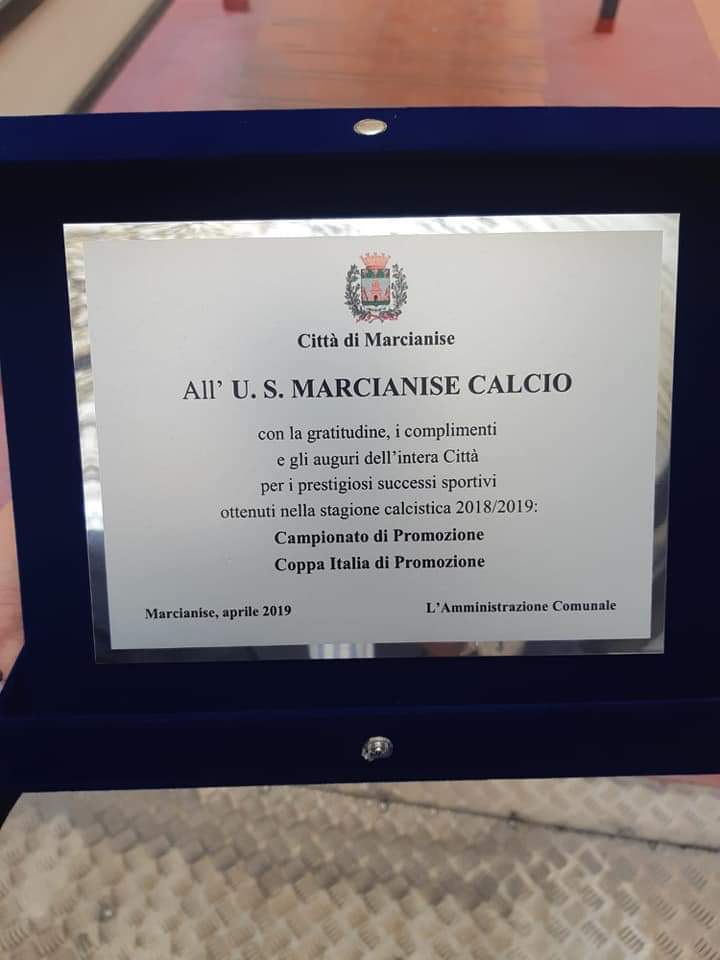 Città di Marcianise
All' U. S. MARCIANISE CALCIO
con la gratitudine, i complimenti
e gli auguri dell'intera Città
per i prestigiosi successi sportivi
ottenuti nella stagione calcistica 2018/2019:
Campionato di Promozione
Coppa Italia di Promozione
Marcianise, aprile 2019
L'Amministrazione Comunale